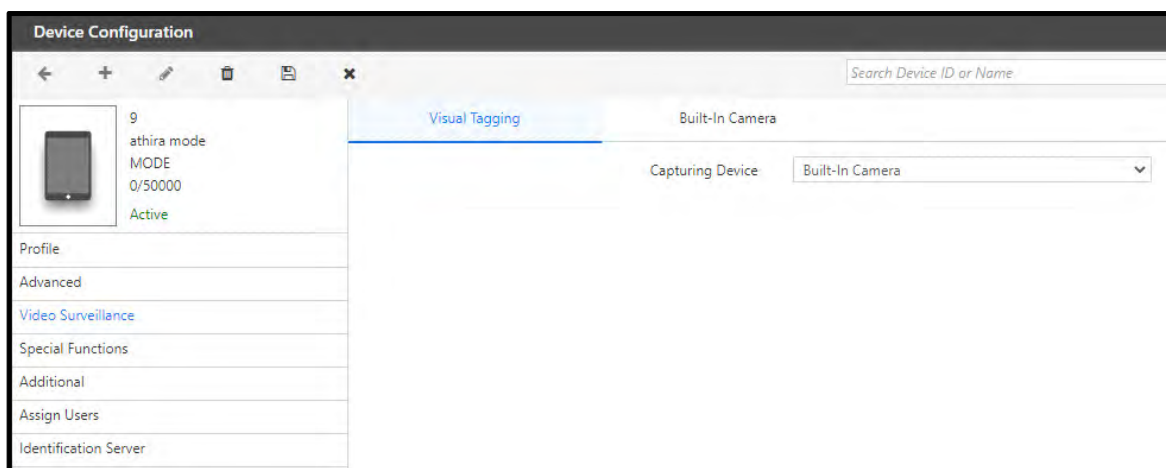 Device Configuration
Search Device ID or Name
9
athira mode
MODE
0/50000
Active
Profile
Advanced
Video Surveillance
Special Functions
Additional
Assign Users
Identification Server
Visual Tagging
Built-In Camera
Capturing Device
Built-In Camera